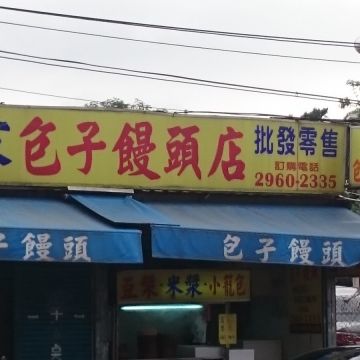 包子饅頭店
批發零售
訂購電話
2960-2335
子饅頭
包子饅頭
豆漿·米漿·小籠包